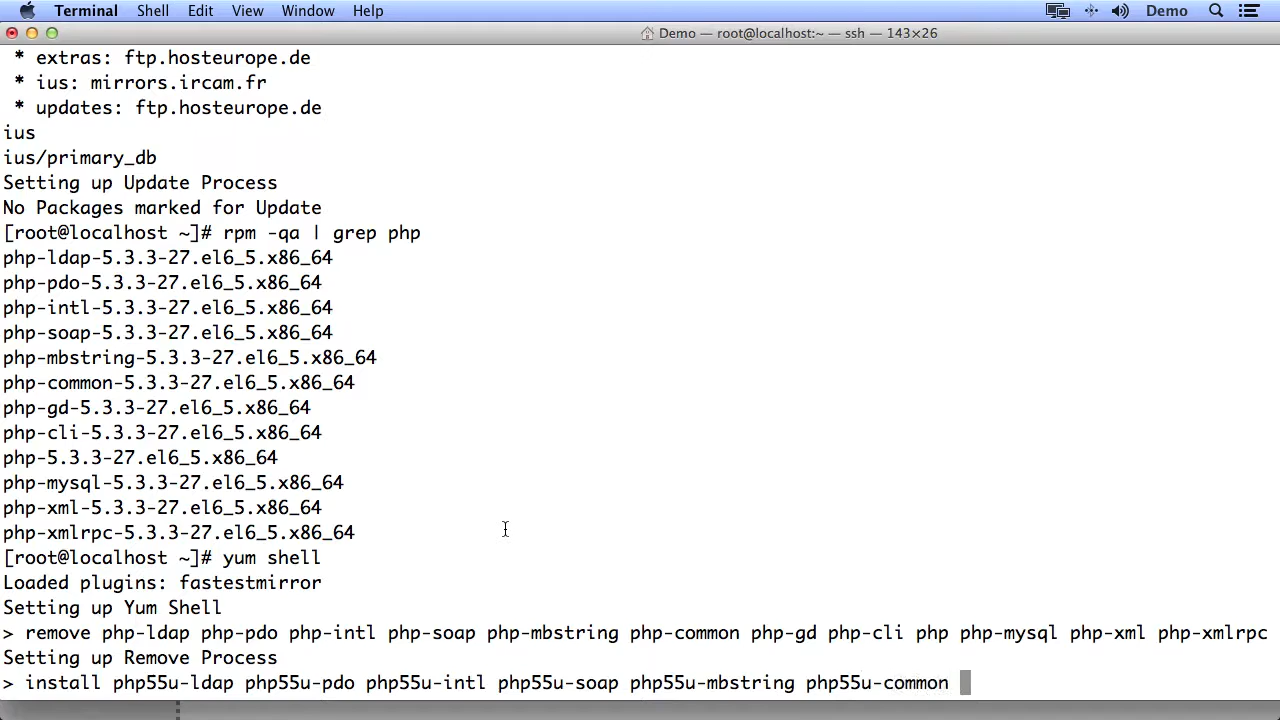 Terminal Shell Edit View Window Help Demo
Demo — root@localhost:~ — ssh — 143×26
* extras: ftp.hosteurope.de
* ius: mirrors.ircam.fr
* updates: ftp.hosteurope.de
ius
ius/primary_db
Setting up Update Process
No Packages marked for Update
[root@localhost ~]# rpm -qa | grep php
php-ldap-5.3.3-27.el6_5.x86_64
php-pdo-5.3.3-27.el6_5.x86_64
php-intl-5.3.3-27.el6_5.x86_64
php-soap-5.3.3-27.el6_5.x86_64
php-mbstring-5.3.3-27.el6_5.x86_64
php-common-5.3.3-27.el6_5.x86_64
php-gd-5.3.3-27.el6_5.x86_64
php-cli-5.3.3-27.el6_5.x86_64
php-5.3.3-27.el6_5.x86_64
php-mysql-5.3.3-27.el6_5.x86_64
php-xml-5.3.3-27.el6_5.x86_64
php-xmlrpc-5.3.3-27.el6_5.x86_64
[root@localhost ~]# yum shell
Loaded plugins: fastestmirror
Setting up Yum Shell
> remove php-ldap php-pdo php-intl php-soap php-mbstring php-common php-gd php-cli php php-mysql php-xml php-xmlrpc
Setting up Remove Process
> install php55u-ldap php55u-pdo php55u-intl php55u-soap php55u-mbstring php55u-common